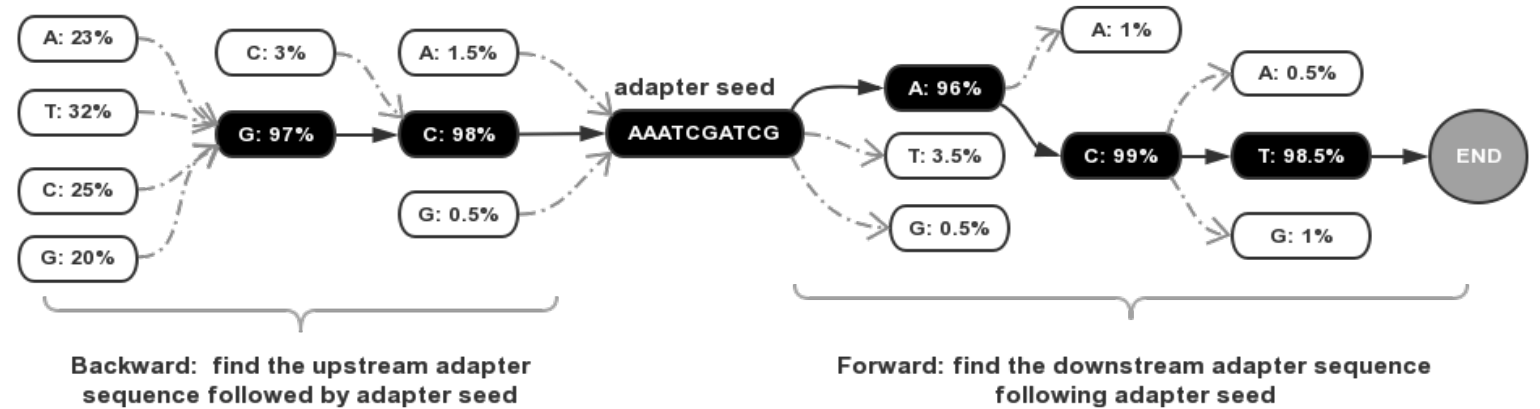 A: 23%
T: 32%
C: 25%
G: 20%
C: 3%
G: 97%
A: 1.5%
C: 98%
G: 0.5%
adapter seed
AAATCGATCG
A: 96%
T: 3.5%
G: 0.5%
A: 1%
C: 99%
A: 0.5%
T: 98.5%
G: 1%
END
Backward:  find the upstream adapter
sequence followed by adapter seed
Forward: find the downstream adapter sequence
following adapter seed